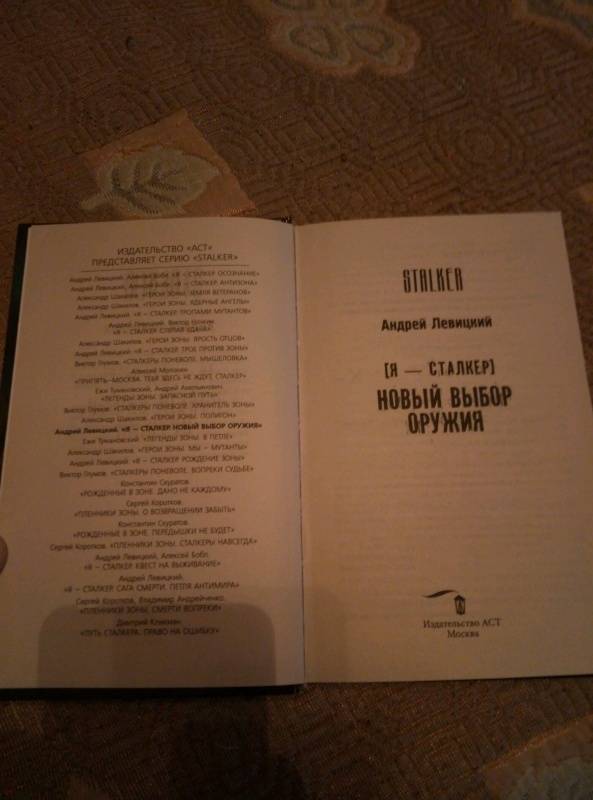 ИЗДАТЕЛЬСТВО «АСТ»
ПРЕДСТАВЛЯЕТ СЕРИЮ «STALKER»
Андрей Левицкий, Алексей Бобл. «Я — СТАЛКЕР. ОСОЗНАНИЕ»
Андрей Левицкий, Алексей Бобл. «Я — СТАЛКЕР. АНТИЗОНА»
Александр Шакилов. «ГЕРОИ ЗОНЫ. ЗЕМЛЯ ВЕТЕРАНОВ»
Александр Шакилов. «ГЕРОИ ЗОНЫ. ЯДЕРНЫЕ АНГЕЛЫ»
Андрей Левицкий. «Я — СТАЛКЕР. ТРОПАМИ МУТАНТОВ»
Андрей Левицкий, Виктор
«Я — СТАЛКЕР. СЛЕПАЯ УДАЧА»
Александр Шакилов. «ГЕРОИ ЗОНЫ. ЯРОСТЬ ОТЦОВ»
Андрей Левицкий. «Я — СТАЛКЕР. ТРОЕ ПРОТИВ ЗОНЫ»
Виктор Глумов. «СТАЛКЕРЫ ПОНЕВОЛЕ. МЫШЕЛОВКА»
Алексей Молокин
«ПРИПЯТЬ—МОСКВА. ТЕБЯ ЗДЕСЬ НЕ ЖДУТ, СТАЛКЕР»
Ежи Тумановский, Андрей Амельянович
«ЛЕГЕНДЫ ЗОНЫ. ЗАПАСНОЙ ПУТЬ»
Виктор Глумов. «СТАЛКЕРЫ ПОНЕВОЛЕ. ХРАНИТЕЛЬ ЗОНЫ»
Александр Шакилов. «ГЕРОИ ЗОНЫ. ПОЛИГОН»
Андрей Левицкий. «Я — СТАЛКЕР. НОВЫЙ ВЫБОР ОРУЖИЯ»
Ежи Тумановский. «ЛЕГЕНДЫ ЗОНЫ. В ПЕТЛЕ»
Александр Шакилов. «ГЕРОИ ЗОНЫ. МЫ — МУТАНТЫ»
Андрей Левицкий. «Я — СТАЛКЕР. РОЖДЕНИЕ ЗОНЫ»
Виктор Глумов. «СТАЛКЕРЫ ПОНЕВОЛЕ. ВОПРЕКИ СУДЬБЕ»
Константин Скуратов.
«РОЖДЕННЫЕ В ЗОНЕ. ДАНО НЕ КАЖДОМУ»
Сергей Коротков.
«ПЛЕННИКИ ЗОНЫ. О ВОЗВРАЩЕНИИ ЗАБЫТЬ»
Константин Скуратов.
«РОЖДЕННЫЕ В ЗОНЕ. ПЕРЕДЫШКИ НЕ БУДЕТ»
Сергей Коротков. «ПЛЕННИКИ ЗОНЫ. СТАЛКЕРЫ НАВСЕГДА»
Андрей Левицкий, Алексей Бобл.
«Я — СТАЛКЕР. КВЕСТ НА ВЫЖИВАНИЕ»
Андрей Левицкий.
«Я — СТАЛКЕР. САГА СМЕРТИ. ПЕТЛЯ АНТИМИРА»
Сергей Коротков, Владимир Андрейченко.
«ПЛЕННИКИ ЗОНЫ. СМЕРТИ ВОПРЕКИ»
Дмитрий
«ПУТЬ СТАЛКЕРА. ПРАВО НА ОШИБКУ»
STALKER
Андрей Левицкий
[Я — СТАЛКЕР]
НОВЫЙ ВЫБОР
ОРУЖИЯ
Издательство АСТ
Москва